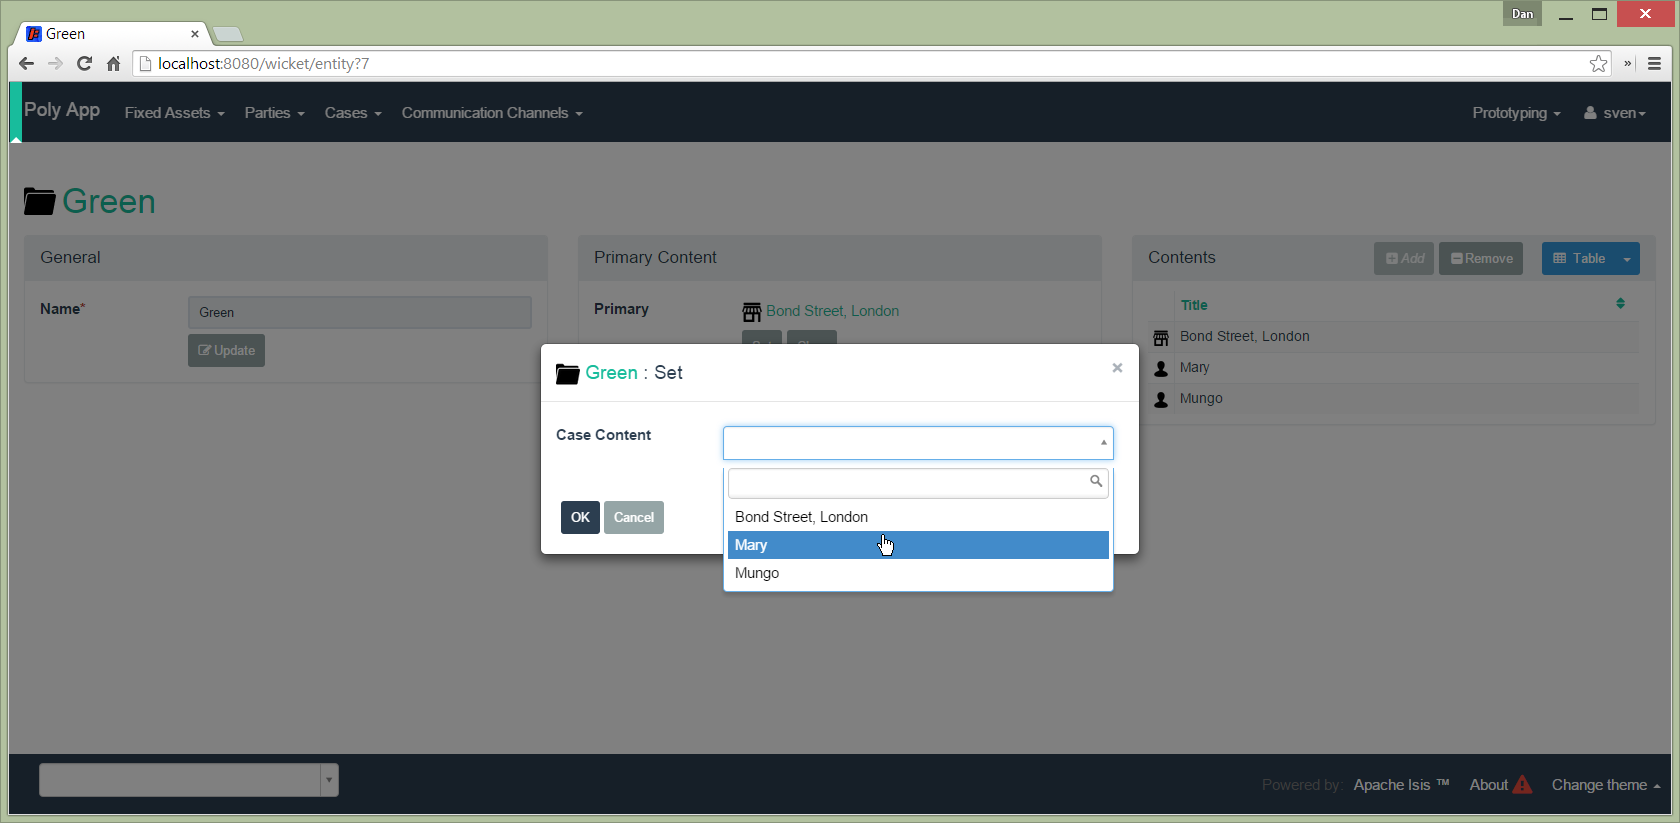 Dan
Green
localhost:8080/wicket/entity?7
Poly App Fixed Assets Parties Cases Communication Channels Prototyping sven
Green
General
Name*
Green
Update
Primary Content
Primary
Bond Street, London
Contents
Add
Remove
Table
Title
Bond Street, London
Mary
Mungo
Green : Set
Case Content
Bond Street, London
Mary
Mungo
OK
Cancel
Powered by: Apache Isis ™ About Change theme